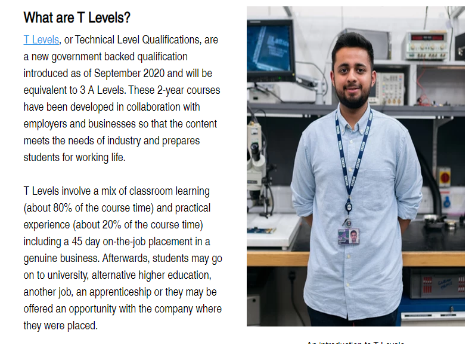 What are T Levels?
T Levels, or Technical Level Qualifications, are
a new government backed qualification
introduced as of September 2020 and will be
equivalent to 3 A Levels. These 2-year courses
have been developed in collaboration with
employers and businesses so that the content
meets the needs of industry and prepares
students for working life.
T Levels involve a mix of classroom learning
(about 80% of the course time) and practical
experience (about 20% of the course time)
including a 45 day on-the-job placement in a
genuine business. Afterwards, students may go
on to university, alternative higher education,
another job, an apprenticeship or they may be
offered an opportunity with the company where
they were placed.
An introduction to T Levels